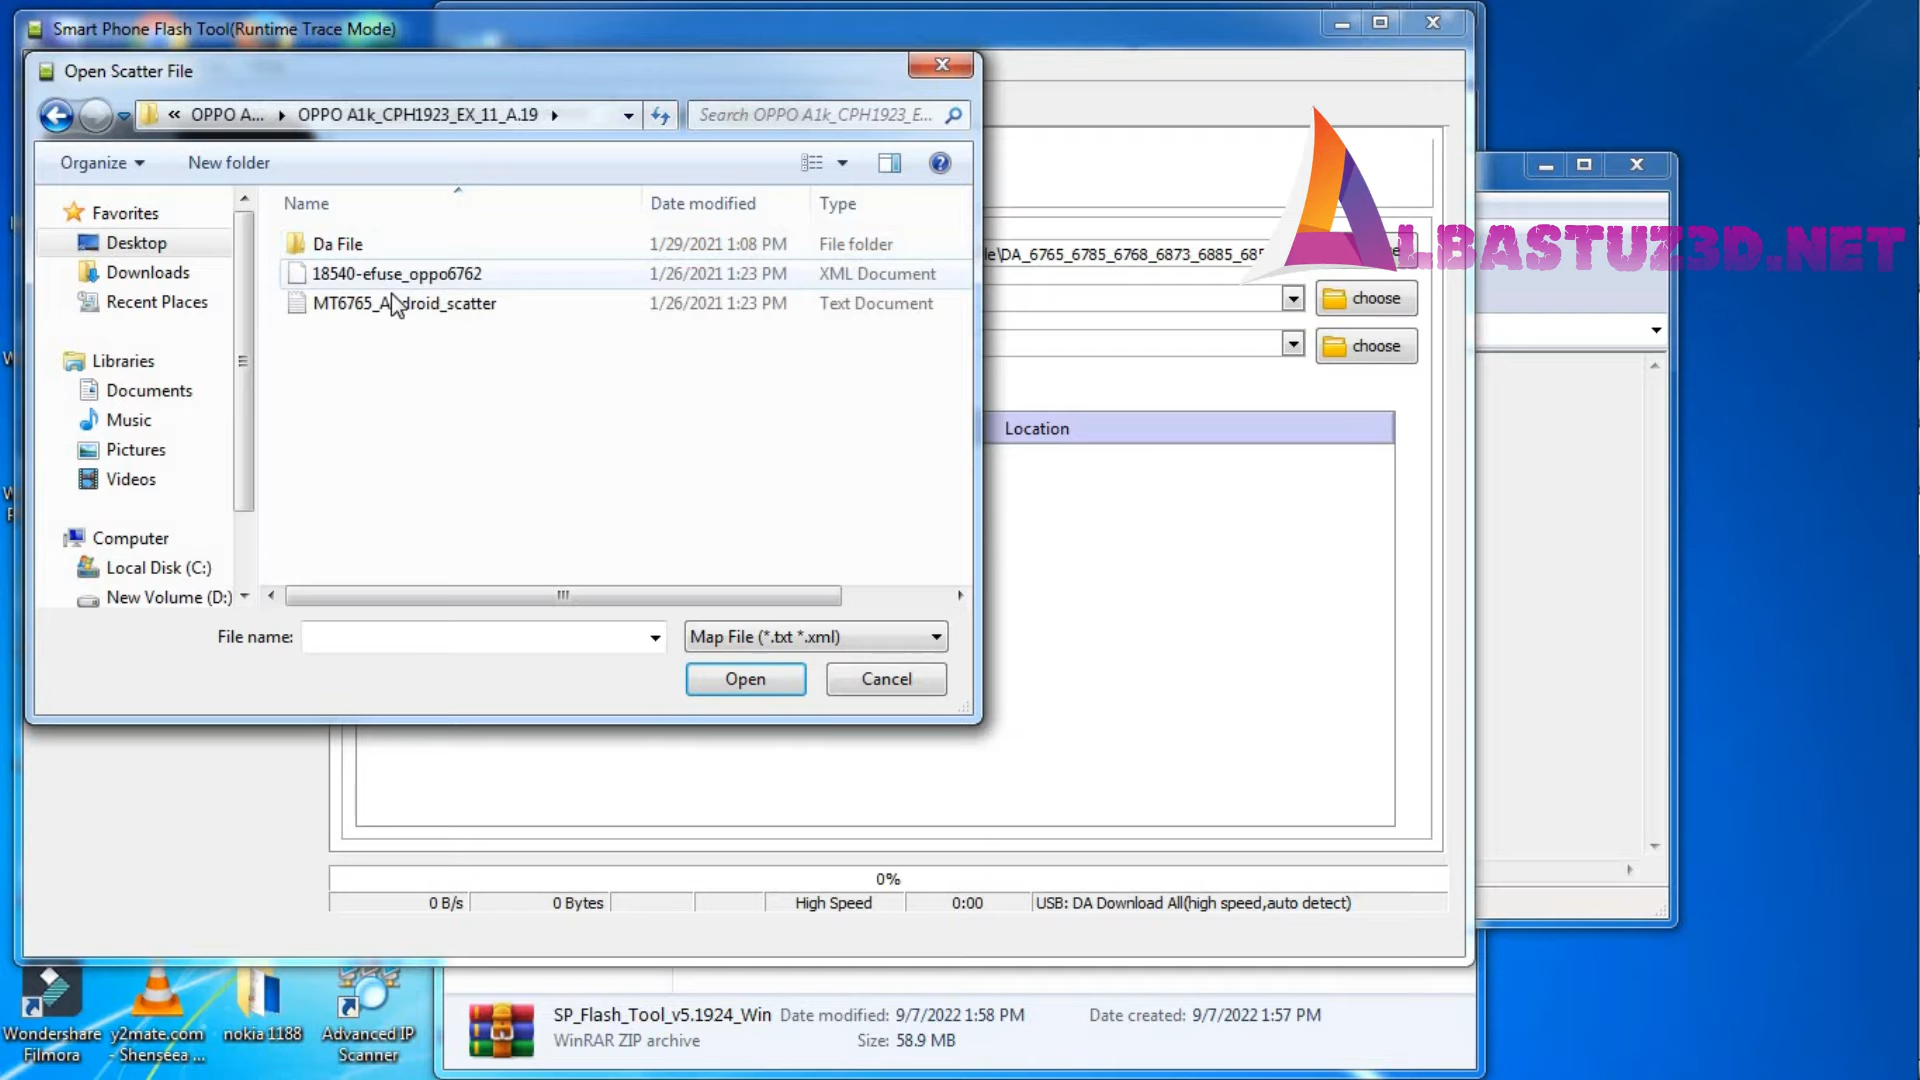 Smart Phone Flash Tool(Runtime Trace Mode)
Open Scatter File
« OPPO A... OPPO A1k_CPH1923_EX_11_A.19
Search OPPO A1k_CPH1923_E...
Organize New folder
Name Date modified Type
Favorites
Desktop
Downloads
Recent Places
Libraries
Documents
Music
Pictures
Videos
Computer
Local Disk (C:)
New Volume (D:)
Da File 1/29/2021 1:08 PM File folder
18540-efuse_oppo6762 1/26/2021 1:23 PM XML Document
MT6765_Android_scatter 1/26/2021 1:23 PM Text Document
File name: Map File (*.txt *.xml)
Open Cancel
le\DA_6765_6785_6768_6873_6885_685
choose
choose
ALBASTUZ3D.NET
Location
0%
0 B/s 0 Bytes High Speed 0:00 USB: DA Download All(high speed,auto detect)
Wondershare Filmora
y2mate.com - Shenseea ...
nokia 1188
Advanced IP Scanner
SP_Flash_Tool_v5.1924_Win Date modified: 9/7/2022 1:58 PM Date created: 9/7/2022 1:57 PM
WinRAR ZIP archive Size: 58.9 MB